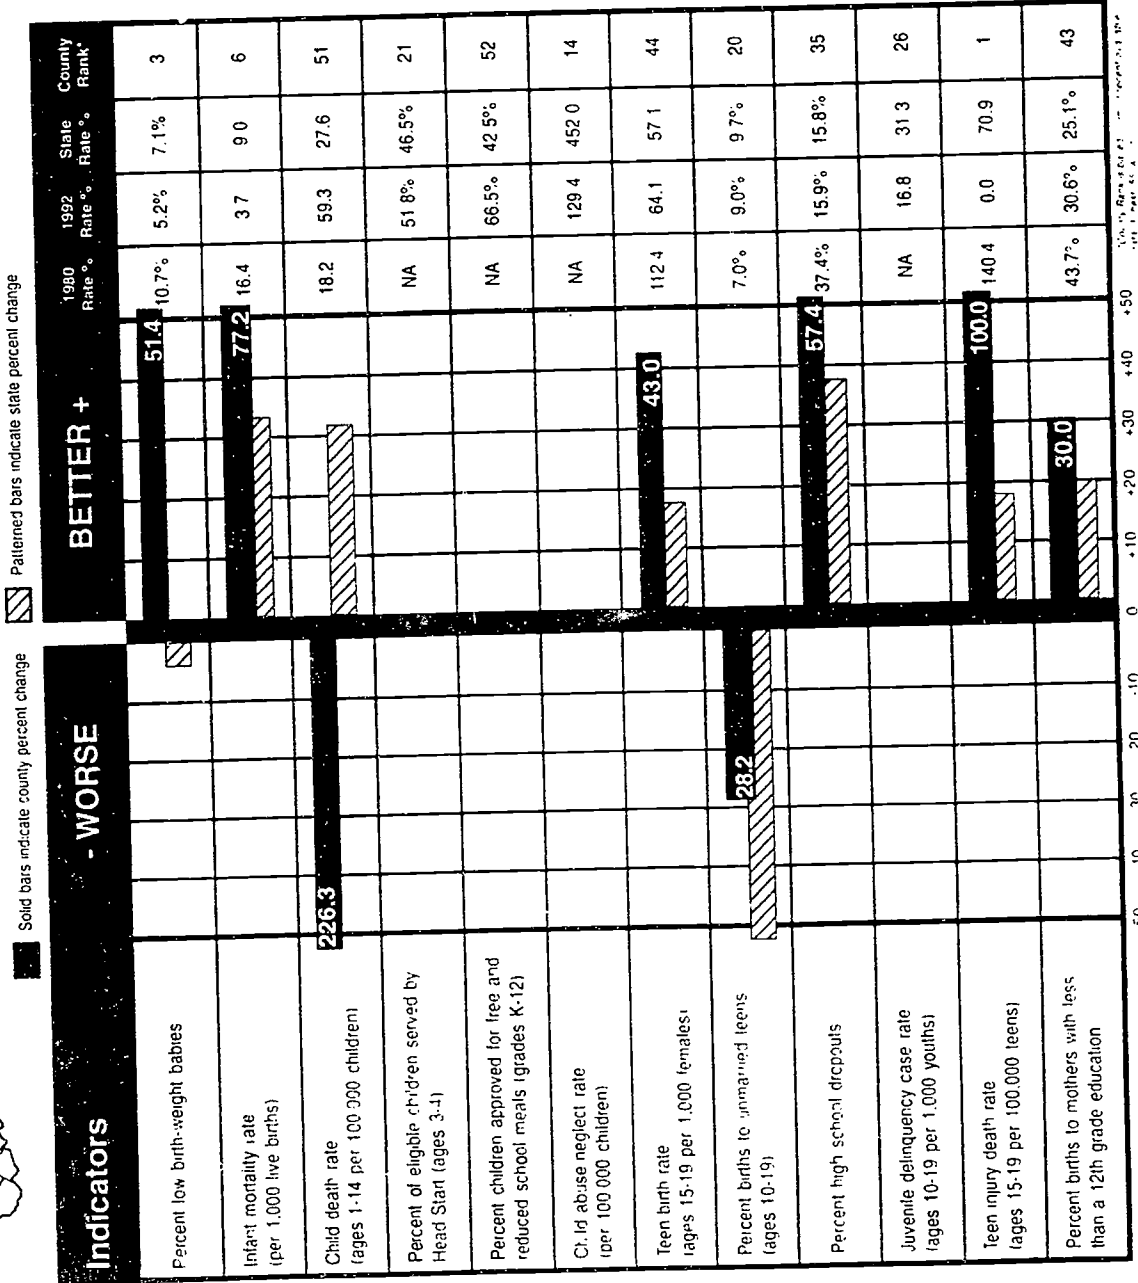 Solid bars indicate county percent change
Patterned bars indicate state percent change
Indicators - WORSE BETTER + 1980 Rate % 1992 Rate % State Rate % County Rank*
Percent low birth-weight babies 51.4 10.7% 5.2% 7.1% 3
Infant mortality rate
(per 1,000 live births) 77.2 16.4 3 7 9 0 6
Child death rate
(ages 1-14 per 100 000 children) 226.3 18.2 59.3 27.6 51
Percent of eligible children served by
Head Start (ages 3-4) NA 51 8% 46.5% 21
Percent children approved for free and
reduced school meals (grades K-12) NA 66.5% 42 5% 52
Child abuse neglect rate
(per 100 000 children) NA 129 4 452 0 14
Teen birth rate
(ages 15-19 per 1,000 females) 43.0 112 4 64.1 57 1 44
Percent births to unmarried teens
(ages 10-19) 28.2 7.0% 9.0% 9 7% 20
Percent high school dropouts 57.4 37.4% 15.9% 15.8% 35
Juvenile delinquency case rate
(ages 10-19 per 1,000 youths) NA 16.8 31 3 26
Teen injury death rate
(ages 15-19 per 100,000 teens) 100.0 140 4 0.0 70.9 1
Percent births to mothers with less
than a 12th grade education 30.0 43.7% 30.6% 25.1% 43
0 +10 +20 +30 +40 +50